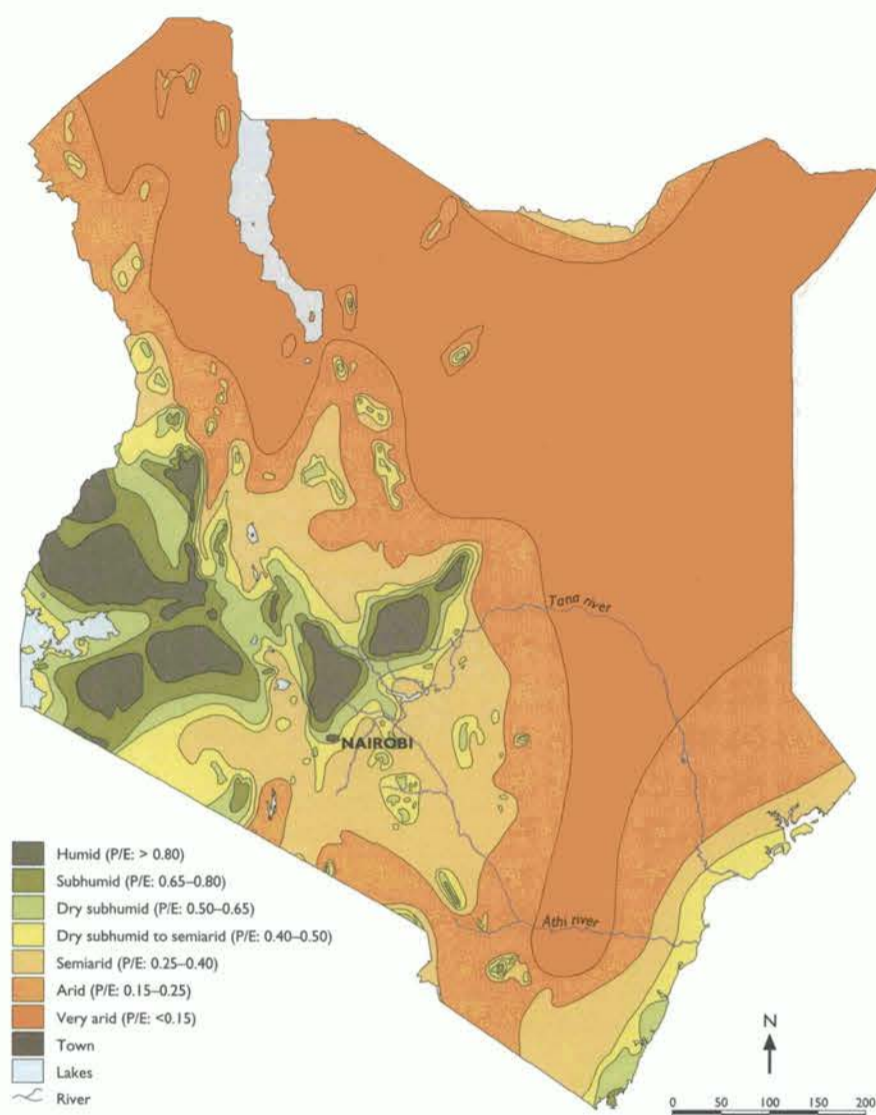 Tana river
NAIROBI
Athi river
Humid (P/E: > 0.80)
Subhumid (P/E: 0.65–0.80)
Dry subhumid (P/E: 0.50–0.65)
Dry subhumid to semiarid (P/E: 0.40–0.50)
Semiarid (P/E: 0.25–0.40)
Arid (P/E: 0.15–0.25)
Very arid (P/E: <0.15)
Town
Lakes
River
N
0 50 100 150 200